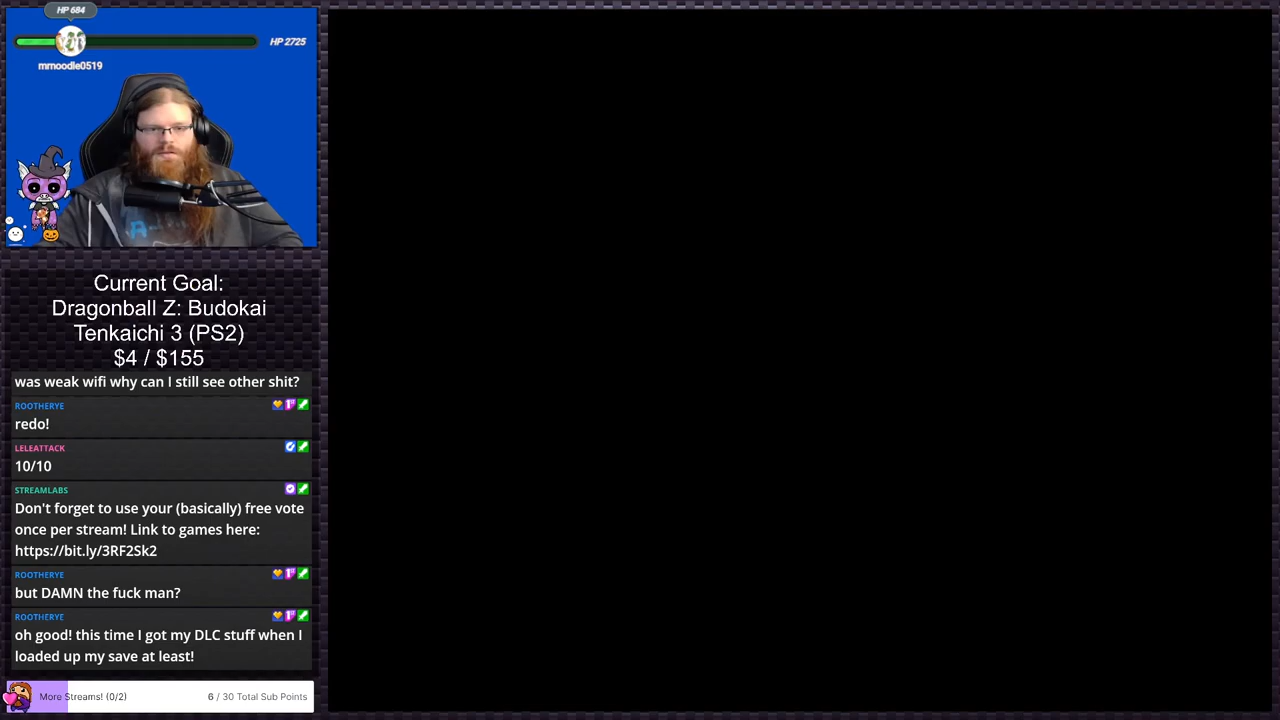 HP 684
HP 2725
mmoodle0519
Current Goal:
Dragonball Z: Budokai
Tenkaichi 3 (PS2)
$4 / $155
was weak wifi why can I still see other shit?
ROOTHERYE
redo!
LELEATTACK
10/10
STREAMLABS
Don't forget to use your (basically) free vote
once per stream! Link to games here:
https://bit.ly/3RF2Sk2
ROOTHERYE
but DAMN the fuck man?
ROOTHERYE
oh good! this time I got my DLC stuff when I
loaded up my save at least!
More Streams! (0/2)
6 / 30 Total Sub Points